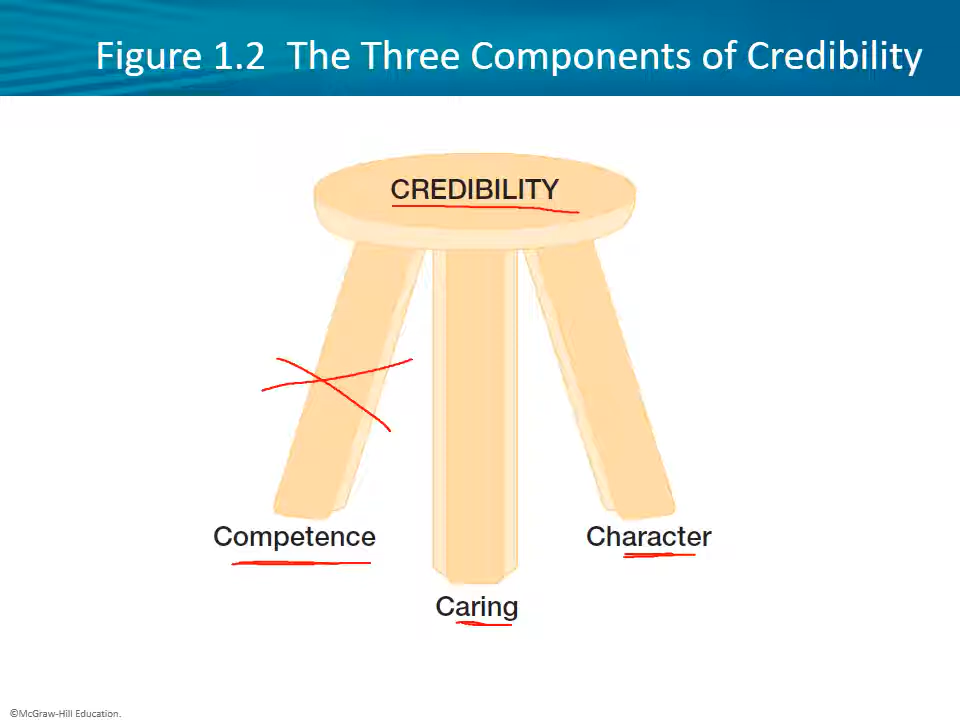 Figure 1.2 The Three Components of Credibility
CREDIBILITY
Competence
Character
Caring
©McGraw-Hill Education.